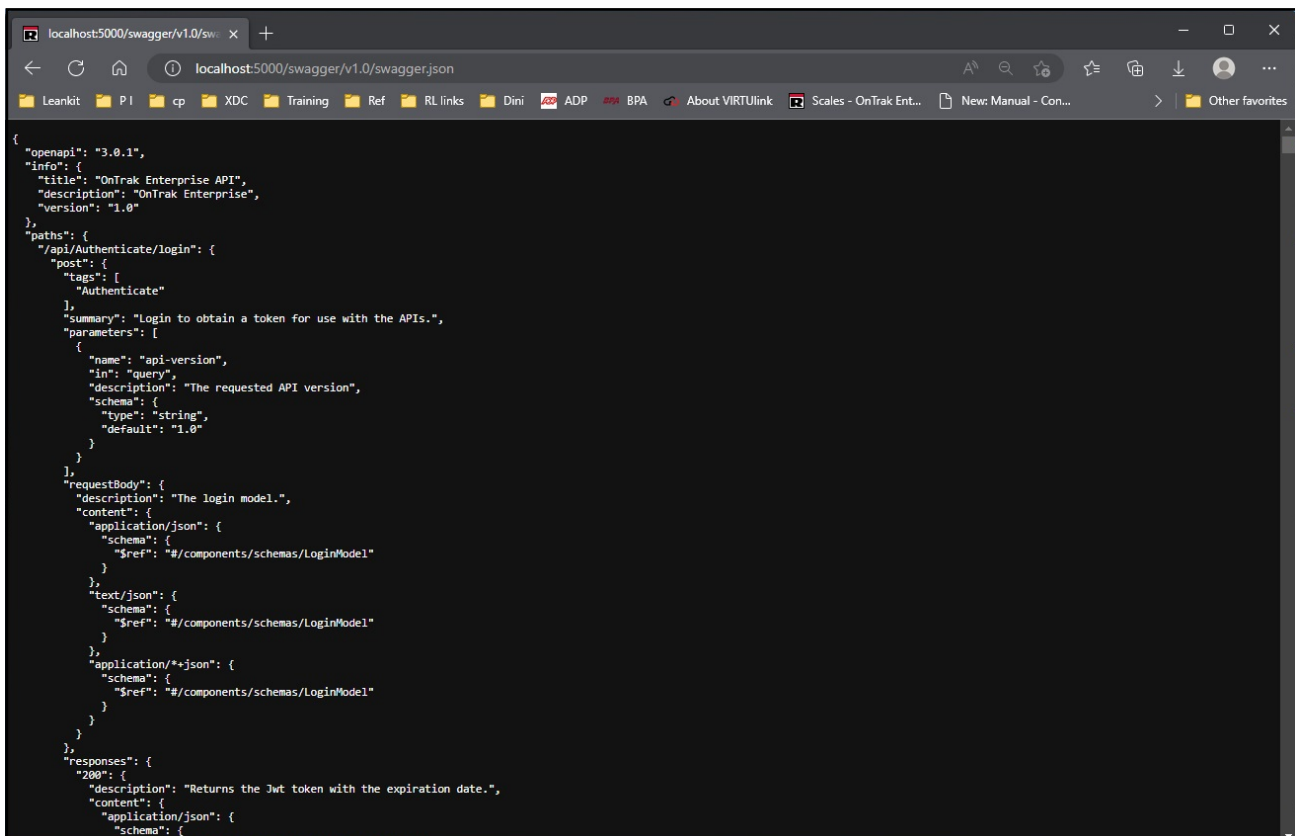 localhost:5000/swagger/v1.0/swa
localhost:5000/swagger/v1.0/swagger.json
Leankit P I cp XDC Training Ref RL links Dini ADP BPA About VIRTUlink Scales - OnTrak Ent... New: Manual - Con... Other favorites
{
  "openapi": "3.0.1",
  "info": {
    "title": "OnTrak Enterprise API",
    "description": "OnTrak Enterprise",
    "version": "1.0"
  },
  "paths": {
    "/api/Authenticate/login": {
      "post": {
        "tags": [
          "Authenticate"
        ],
        "summary": "Login to obtain a token for use with the APIs.",
        "parameters": [
          {
            "name": "api-version",
            "in": "query",
            "description": "The requested API version",
            "schema": {
              "type": "string",
              "default": "1.0"
            }
          }
        ],
        "requestBody": {
          "description": "The login model.",
          "content": {
            "application/json": {
              "schema": {
                "$ref": "#/components/schemas/LoginModel"
              }
            },
            "text/json": {
              "schema": {
                "$ref": "#/components/schemas/LoginModel"
              }
            },
            "application/*+json": {
              "schema": {
                "$ref": "#/components/schemas/LoginModel"
              }
            }
          }
        },
        "responses": {
          "200": {
            "description": "Returns the Jwt token with the expiration date.",
            "content": {
              "application/json": {
                "schema": {